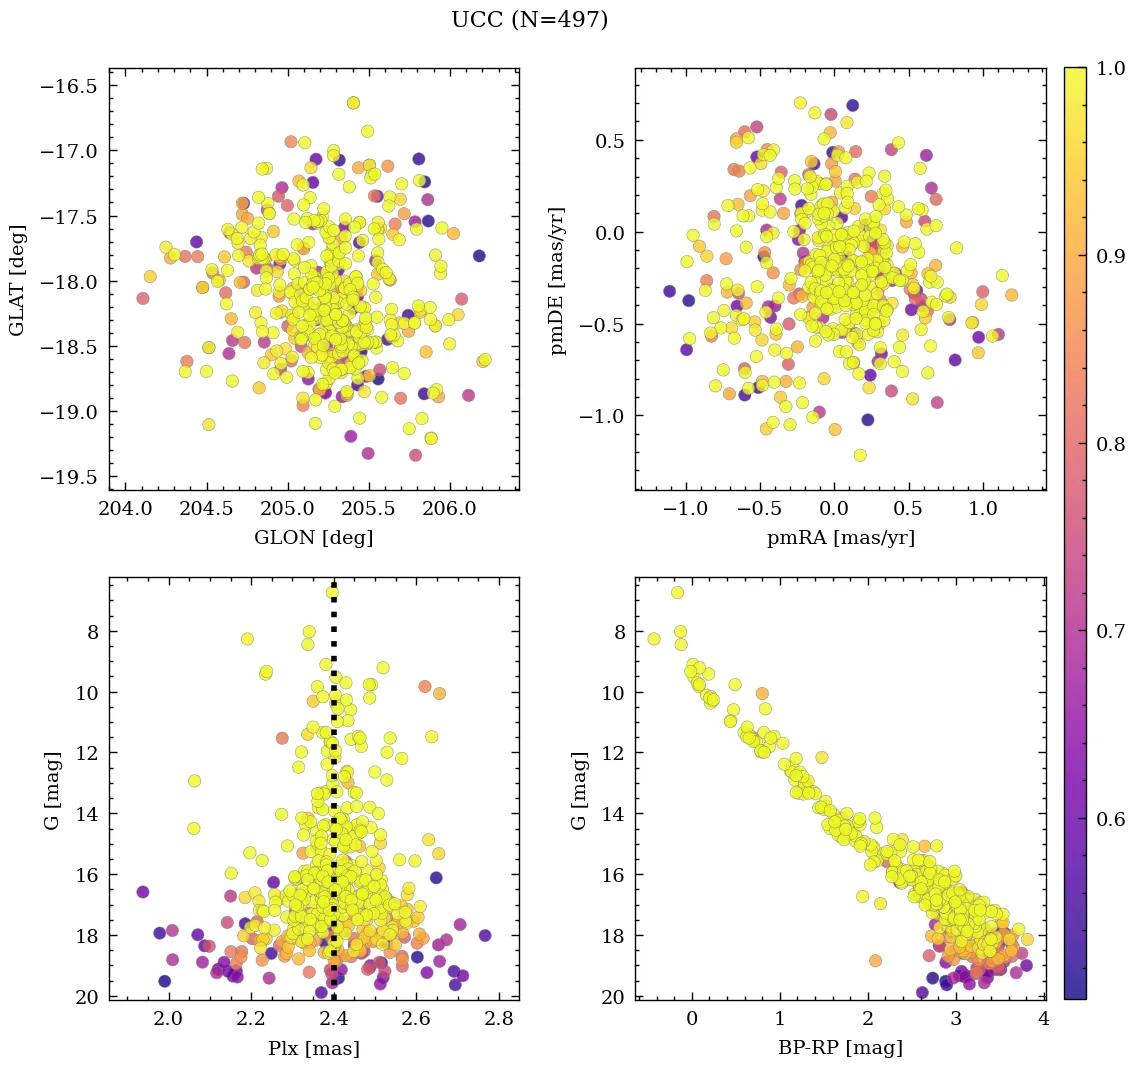 UCC (N=497)
−16.5
−17.0
−17.5
−18.0
−18.5
−19.0
−19.5
GLAT [deg]
204.0 204.5 205.0 205.5 206.0
GLON [deg]
0.5
0.0
−0.5
−1.0
pmDE [mas/yr]
−1.0 −0.5 0.0 0.5 1.0
pmRA [mas/yr]
8
10
12
14
16
18
20
G [mag]
2.0 2.2 2.4 2.6 2.8
Plx [mas]
8
10
12
14
16
18
20
G [mag]
0 1 2 3 4
BP-RP [mag]
1.0
0.9
0.8
0.7
0.6